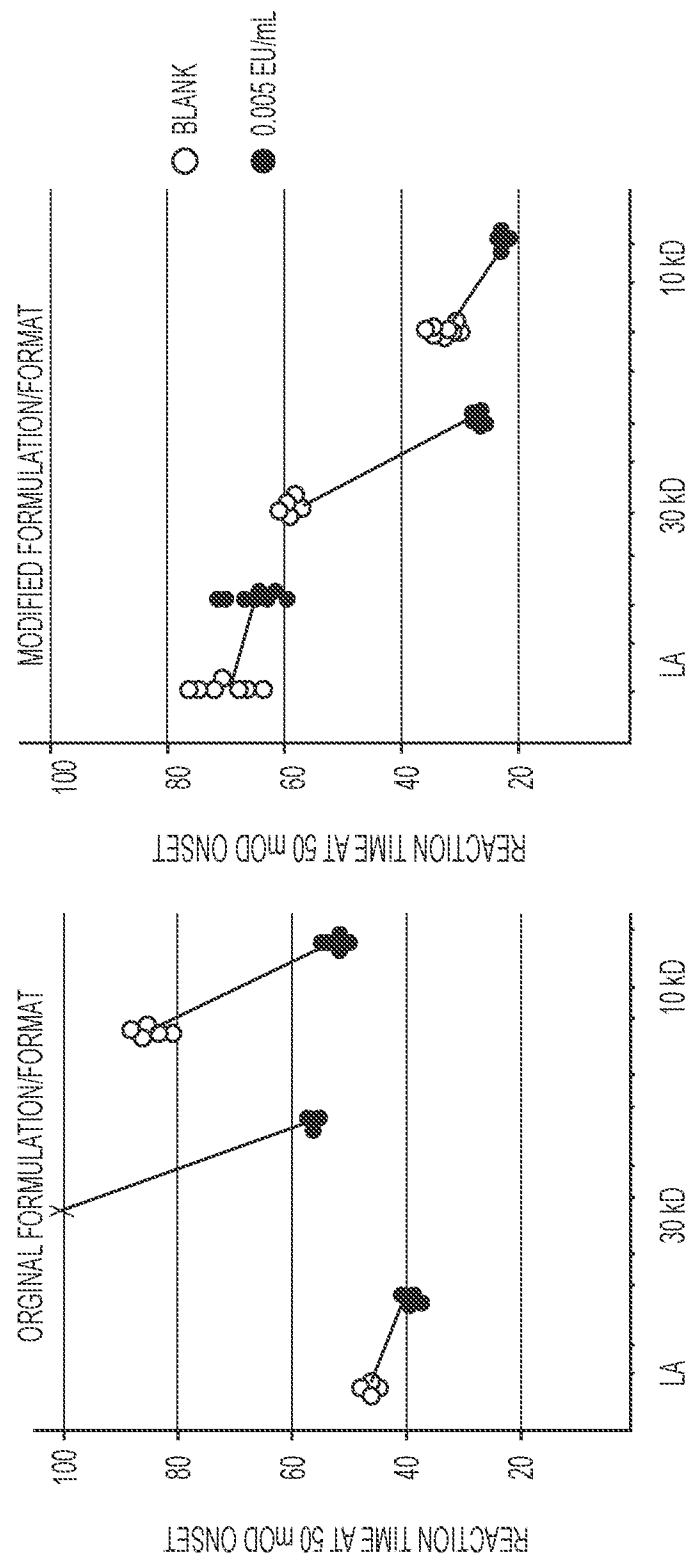 ORGINAL FORMULATION/FORMAT
REACTION TIME AT 50 mOD ONSET
100
80
60
40
20
LA
30 kD
10 kD
MODIFIED FORMULATION/FORMAT
REACTION TIME AT 50 mOD ONSET
100
80
60
40
20
LA
30 kD
10 kD
BLANK
0.005 EU/mL